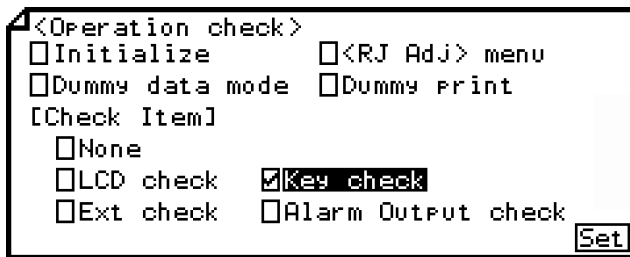 <Operation check>
☐Initialize ☐<RJ Adj> menu
☐Dummy data mode ☐Dummy print
[Check Item]
☐None
☐LCD check ☑Key check
☐Ext check ☐Alarm Output check
Set